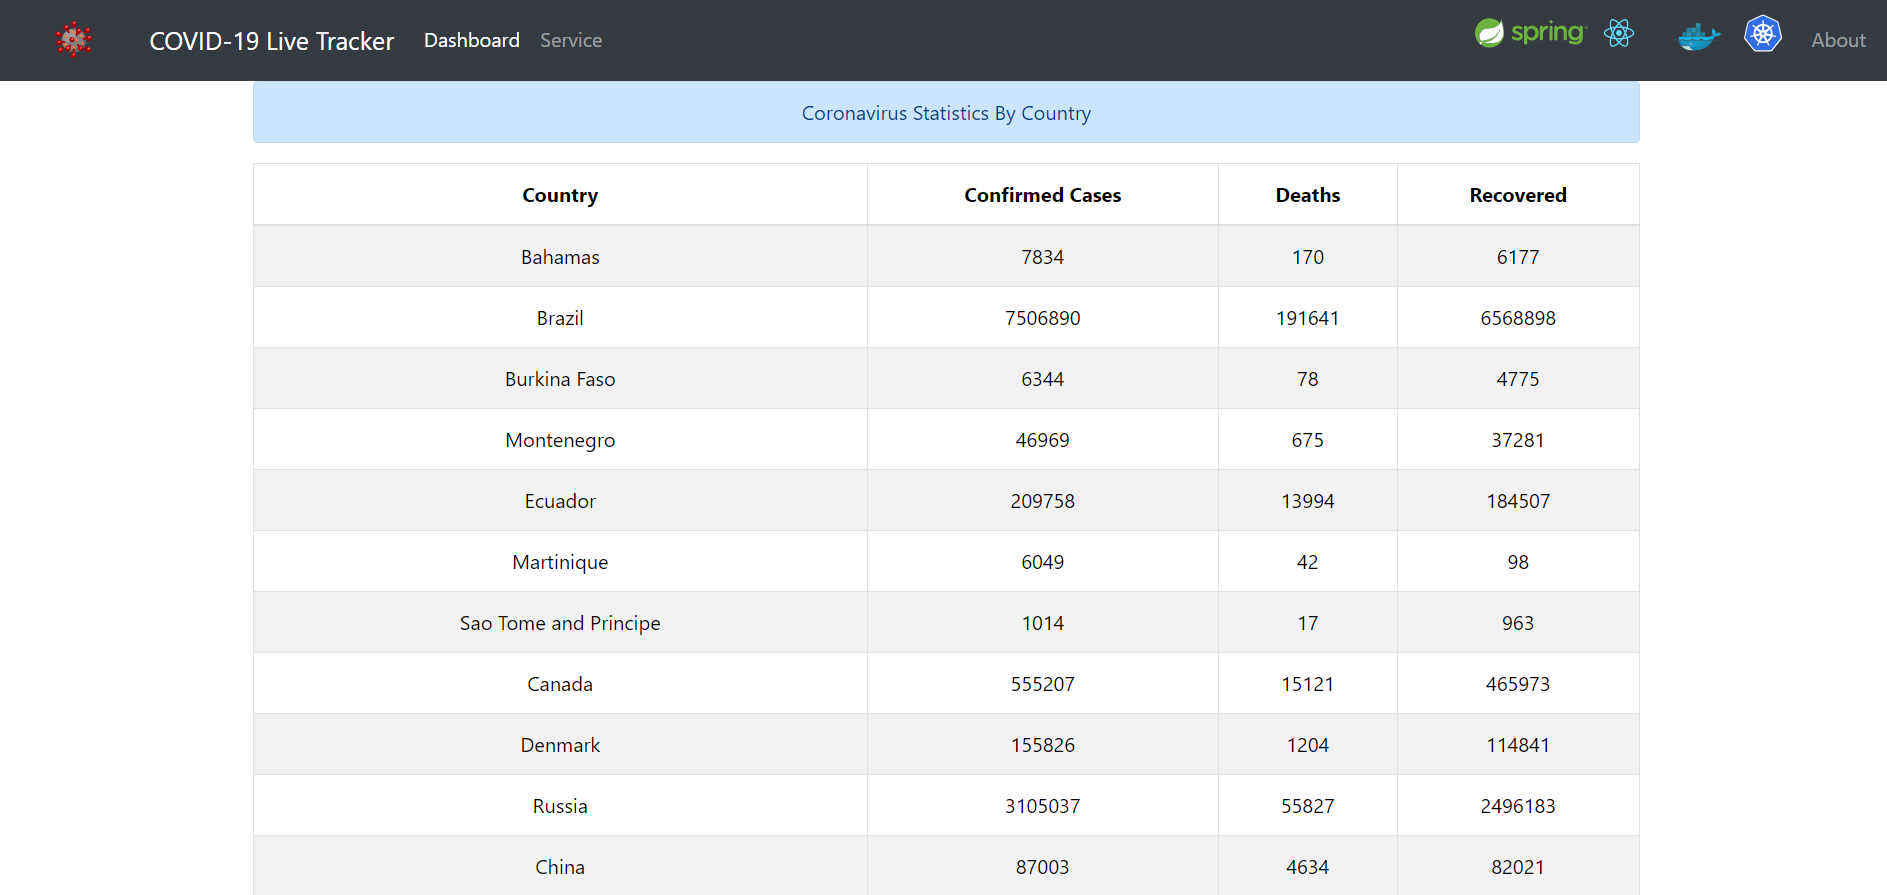 COVID-19 Live Tracker Dashboard Service spring About
Coronavirus Statistics By Country
Country Confirmed Cases Deaths Recovered
Bahamas 7834 170 6177
Brazil 7506890 191641 6568898
Burkina Faso 6344 78 4775
Montenegro 46969 675 37281
Ecuador 209758 13994 184507
Martinique 6049 42 98
Sao Tome and Principe 1014 17 963
Canada 555207 15121 465973
Denmark 155826 1204 114841
Russia 3105037 55827 2496183
China 87003 4634 82021